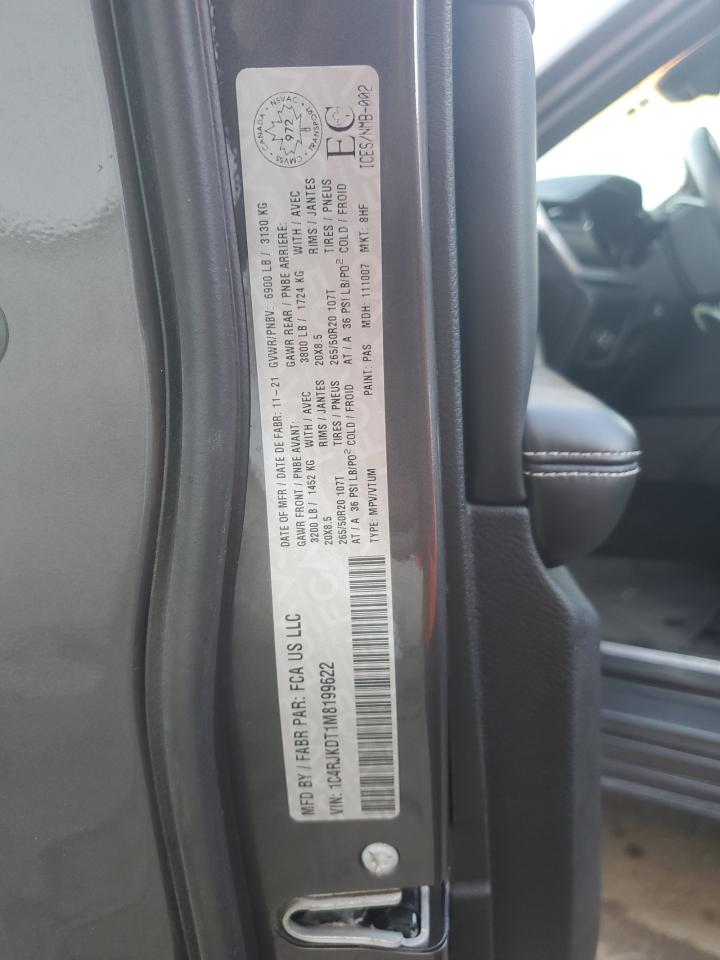 MFD BY / FABR PAR: FCA US LLC
DATE OF MFR / DATE DE FABR: 11-21
GVWR/PNBV: 6900 LB / 3130 KG
GAWR FRONT / PNBE AVANT:
3200 LB / 1452 KG WITH / AVEC
20X8.5 RIMS / JANTES
265/50R20 107T TIRES / PNEUS
AT / A 36 PSI LB/PO² COLD / FROID
GAWR REAR / PNBE ARRIERE:
3800 LB / 1724 KG WITH / AVEC
20X8.5 RIMS / JANTES
265/50R20 107T TIRES / PNEUS
AT / A 36 PSI LB/PO² COLD / FROID
VIN: 1C4RJKDT1M8199622
TYPE: MPV/VTUM PAINT: PAS MDH: 111007 MKT: 8HF
CANADA · NSVAC
972
TRANSPORT
CMVSS
EC
ICES/NMB-002